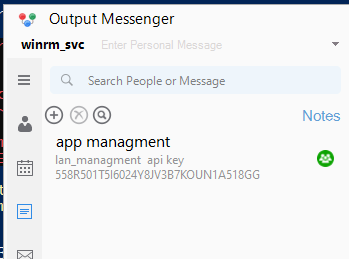 Output Messenger
winrm_svc Enter Personal Message
Search People or Message
Notes
app managment
lan_managment api key
558R501T5I6024Y8JV3B7KOUN1A518GG